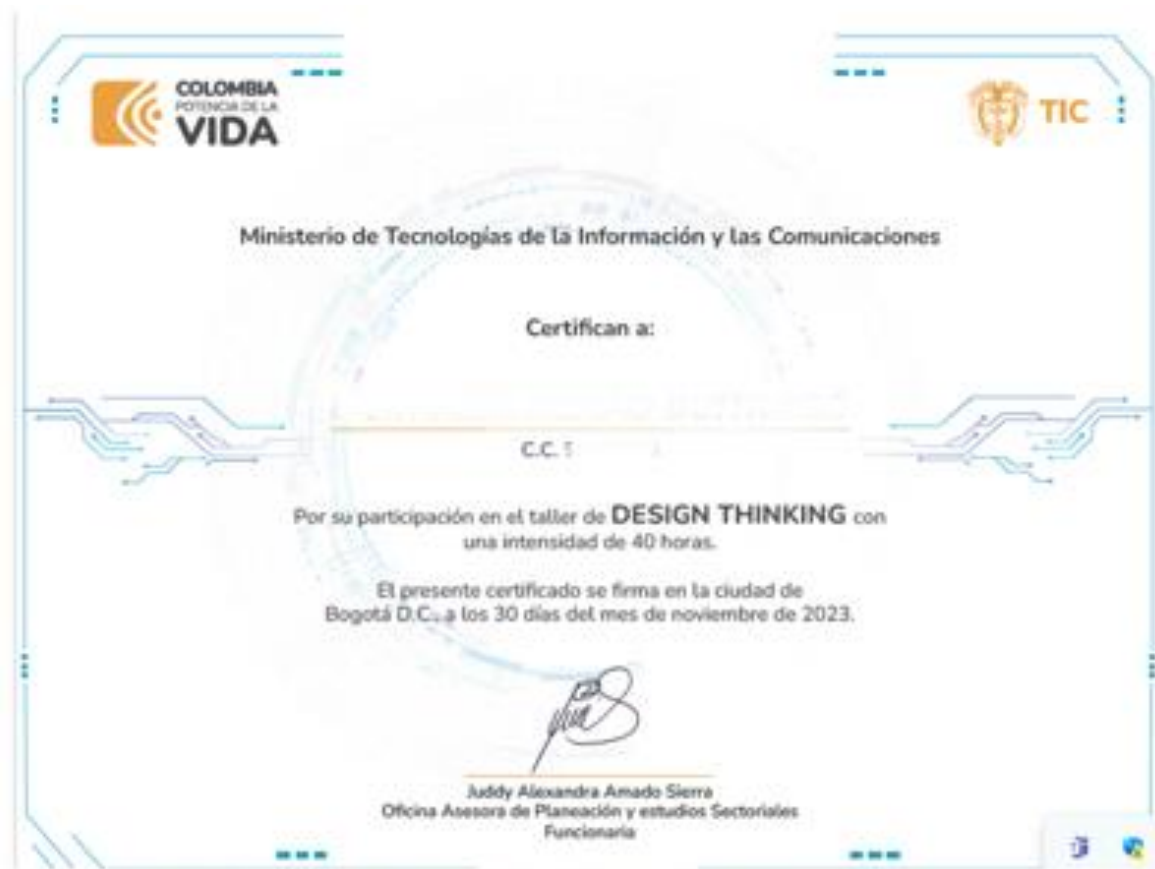 COLOMBIA
POTENCIA DE LA
VIDA
TIC
Ministerio de Tecnologías de la Información y las Comunicaciones
Certifican a:
C.C.
Por su participación en el taller de DESIGN THINKING con
una intensidad de 40 horas.
El presente certificado se firma en la ciudad de
Bogotá D.C., a los 30 días del mes de noviembre de 2023.
Juddy Alexandra Amado Sierra
Oficina Asesora de Planeación y estudios Sectoriales
Funcionaria